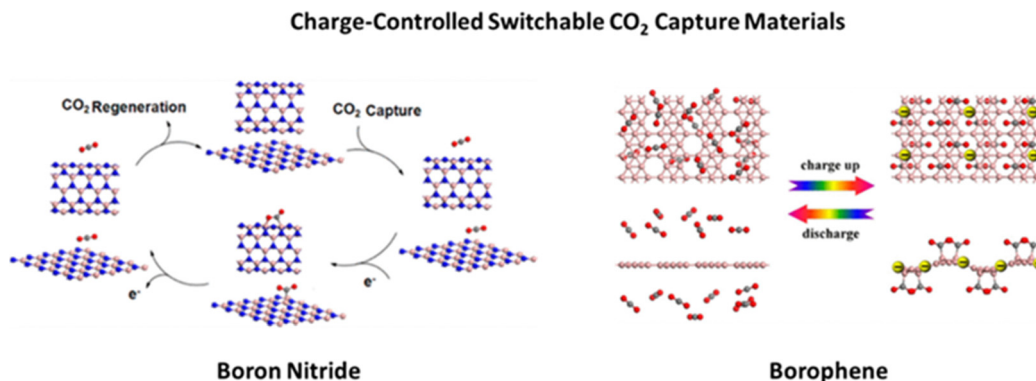 Charge-Controlled Switchable CO₂ Capture Materials
CO₂ Regeneration
CO₂ Capture
e⁻
e⁻
Boron Nitride
charge up
discharge
Borophene